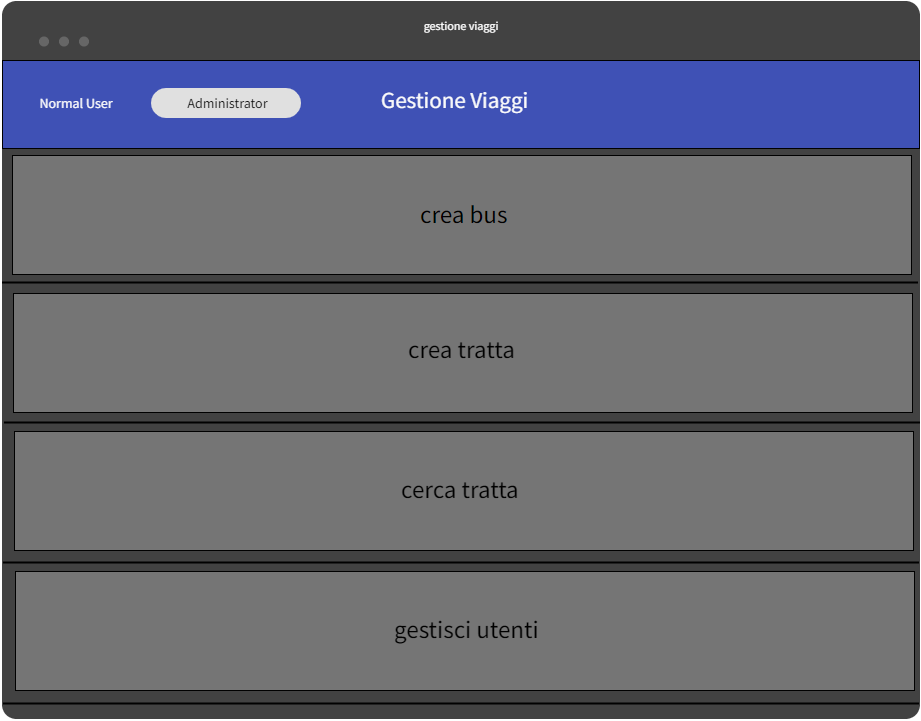 gestione viaggi
Normal User
Administrator
Gestione Viaggi
crea bus
crea tratta
cerca tratta
gestisci utenti